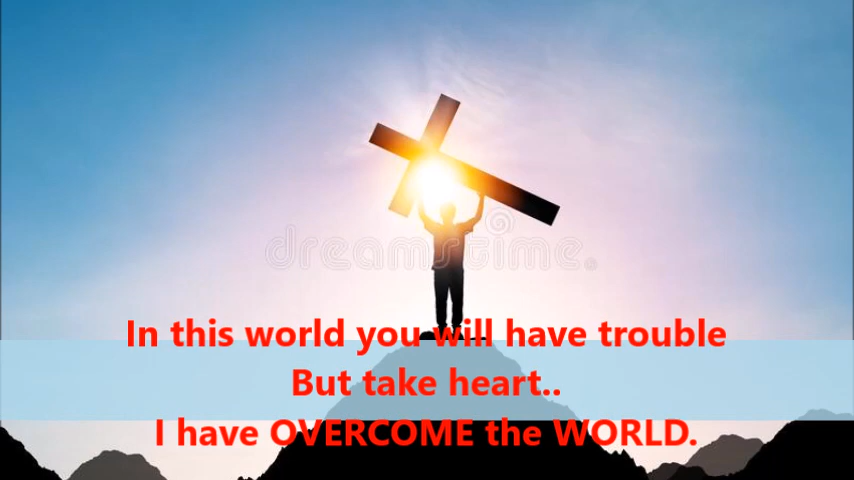 dreamstime.
In this world you will have trouble
But take heart..
I have OVERCOME the WORLD.